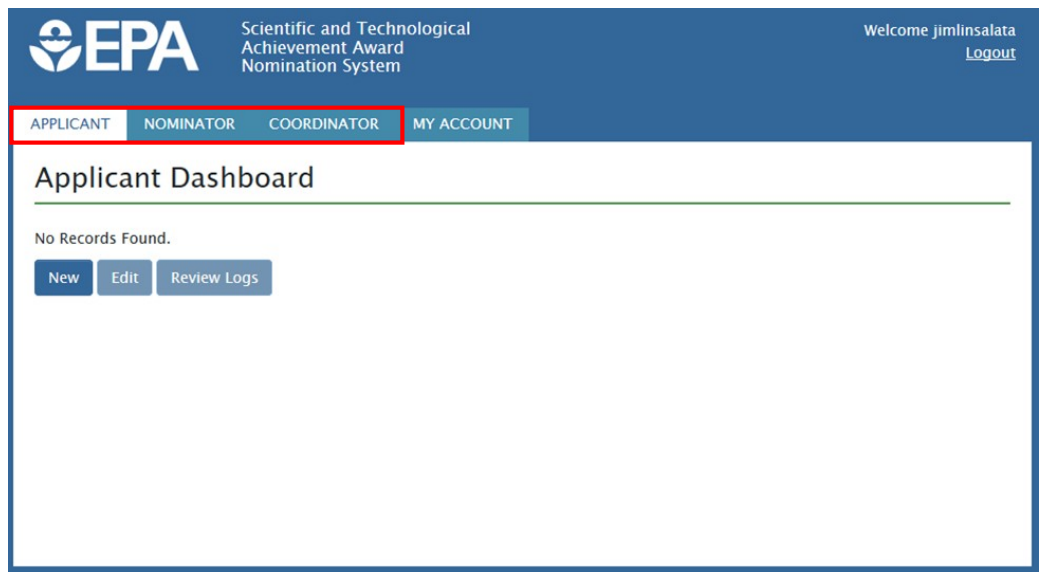 EPA
Scientific and Technological
Achievement Award
Nomination System
Welcome jimlinsalata
Logout
APPLICANT NOMINATOR COORDINATOR MY ACCOUNT
Applicant Dashboard
No Records Found.
New Edit Review Logs